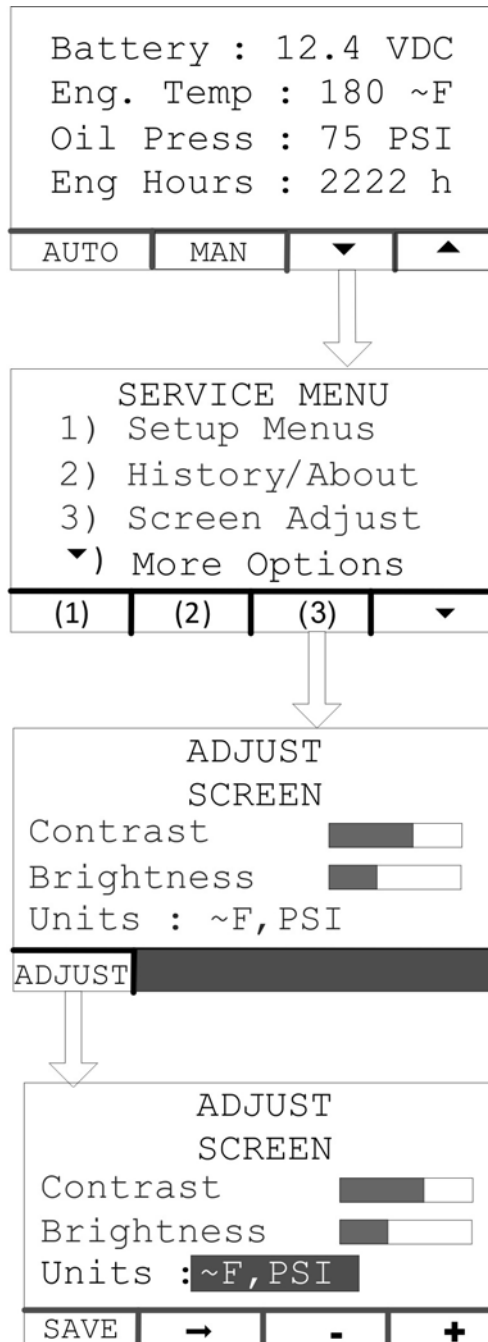 Battery : 12.4 VDC
Eng. Temp : 180 ~F
Oil Press : 75 PSI
Eng Hours : 2222 h
AUTO MAN ▼ ▲
SERVICE MENU
1) Setup Menus
2) History/About
3) Screen Adjust
▼) More Options
(1) (2) (3) ▼
ADJUST
SCREEN
Contrast
Brightness
Units : ~F,PSI
ADJUST
ADJUST
SCREEN
Contrast
Brightness
Units :~F,PSI
SAVE → - +